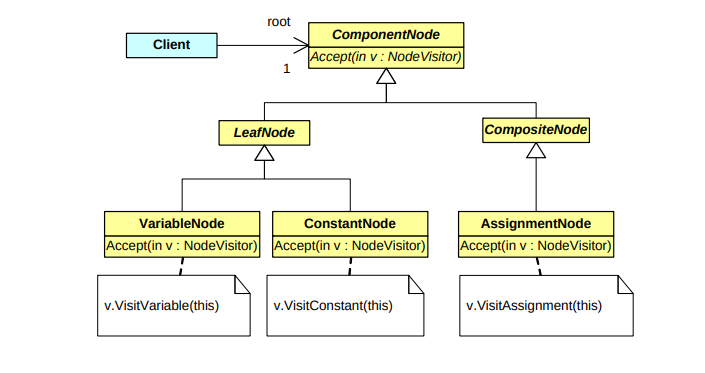 root
Client
ComponentNode
Accept(in v : NodeVisitor)
1
LeafNode
CompositeNode
VariableNode
Accept(in v : NodeVisitor)
ConstantNode
Accept(in v : NodeVisitor)
AssignmentNode
Accept(in v : NodeVisitor)
v.VisitVariable(this)
v.VisitConstant(this)
v.VisitAssignment(this)